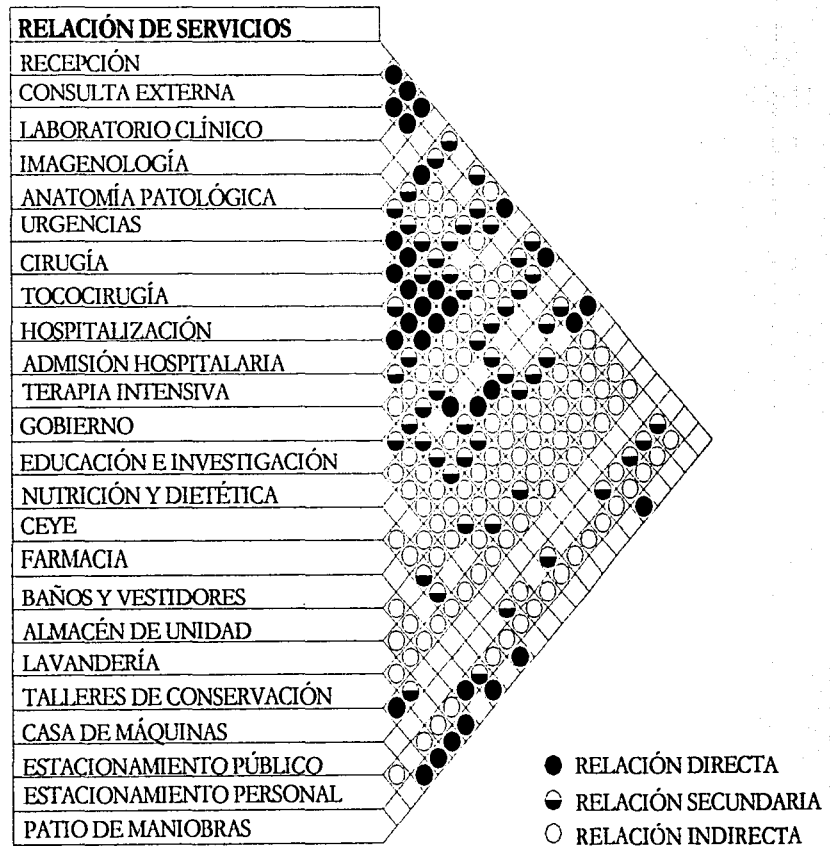 RELACIÓN DE SERVICIOS
RECEPCIÓN
CONSULTA EXTERNA
LABORATORIO CLÍNICO
IMAGENOLOGÍA
ANATOMÍA PATOLÓGICA
URGENCIAS
CIRUGÍA
TOCOCIRUGÍA
HOSPITALIZACIÓN
ADMISIÓN HOSPITALARIA
TERAPIA INTENSIVA
GOBIERNO
EDUCACIÓN E INVESTIGACIÓN
NUTRICIÓN Y DIETÉTICA
CEYE
FARMACIA
BAÑOS Y VESTIDORES
ALMACÉN DE UNIDAD
LAVANDERÍA
TALLERES DE CONSERVACIÓN
CASA DE MÁQUINAS
ESTACIONAMIENTO PÚBLICO
ESTACIONAMIENTO PERSONAL
PATIO DE MANIOBRAS
RELACIÓN DIRECTA
RELACIÓN SECUNDARIA
RELACIÓN INDIRECTA